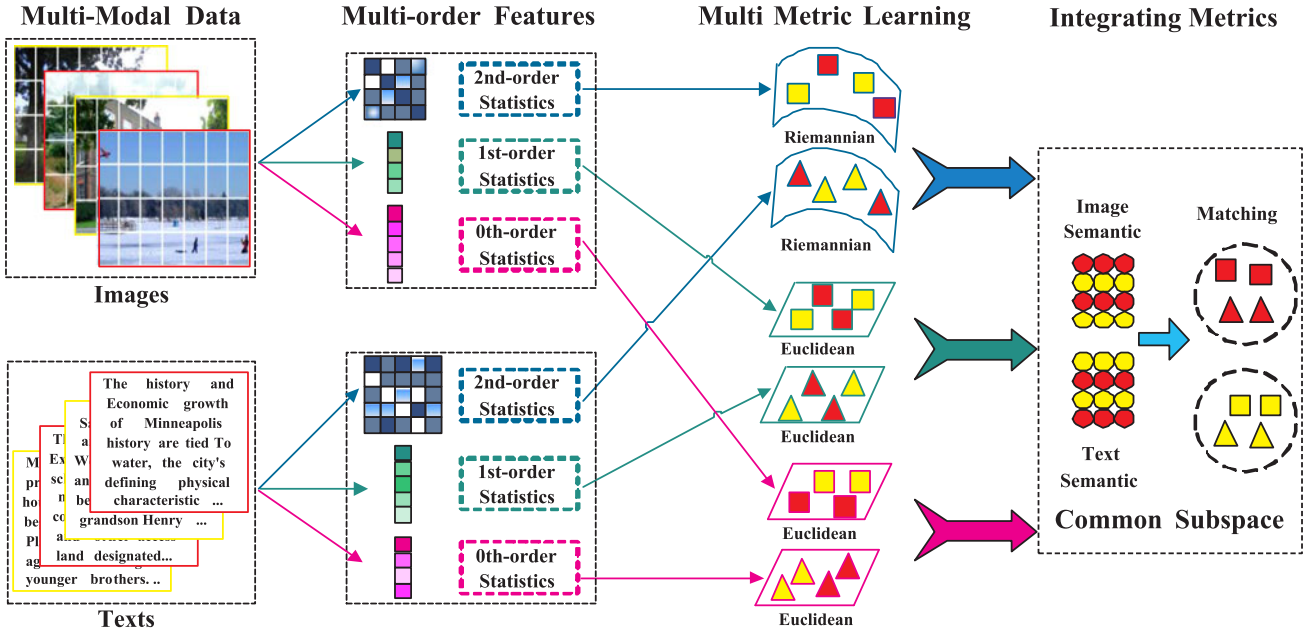 Multi-Modal Data
Multi-order Features
Multi Metric Learning
Integrating Metrics
Images
2nd-order
Statistics
1st-order
Statistics
0th-order
Statistics
Riemannian
Riemannian
Euclidean
Euclidean
Euclidean
Euclidean
The history and
Economic growth
of Minneapolis
history are tied To
water, the city's
defining physical
characteristic ...
grandson Henry ...
land designated...
younger brothers. ..
Texts
2nd-order
Statistics
1st-order
Statistics
0th-order
Statistics
Image
Semantic
Matching
Text
Semantic
Common Subspace